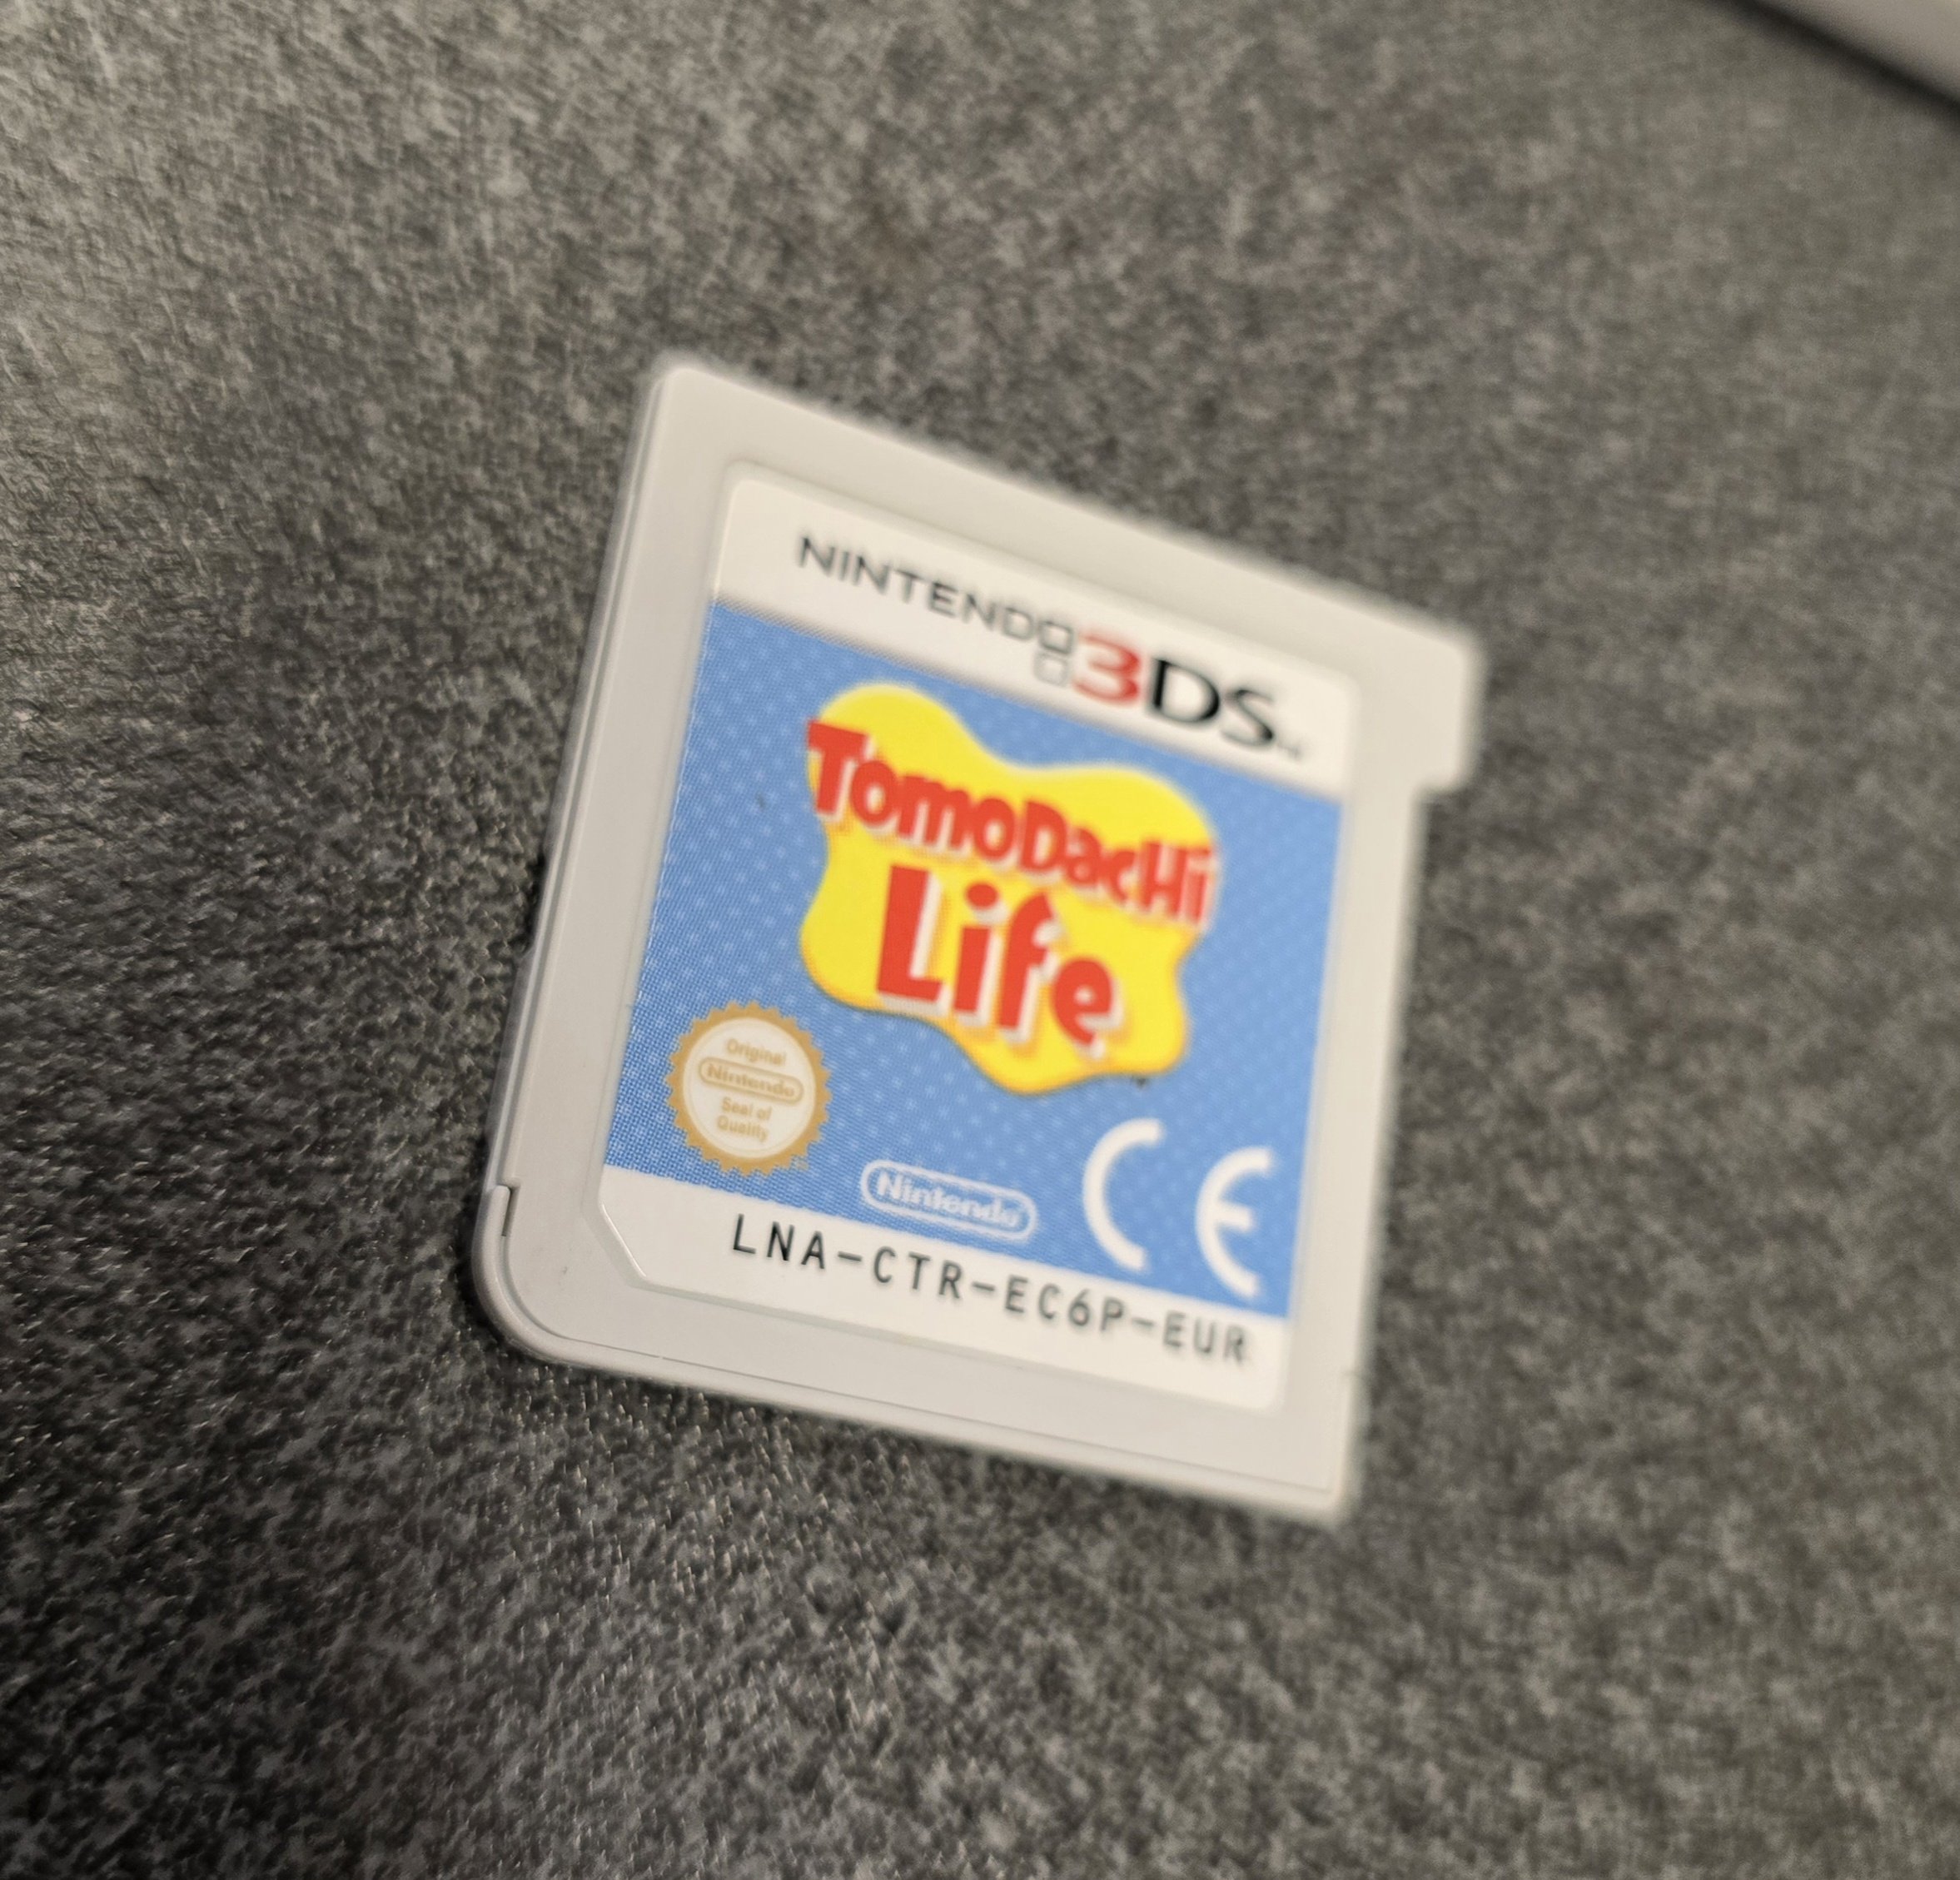 NINTENDO 3DS
TomoDacHi
Life
Original
Nintendo
Seal of
Quality
Nintendo
CE
LNA-CTR-EC6P-EUR